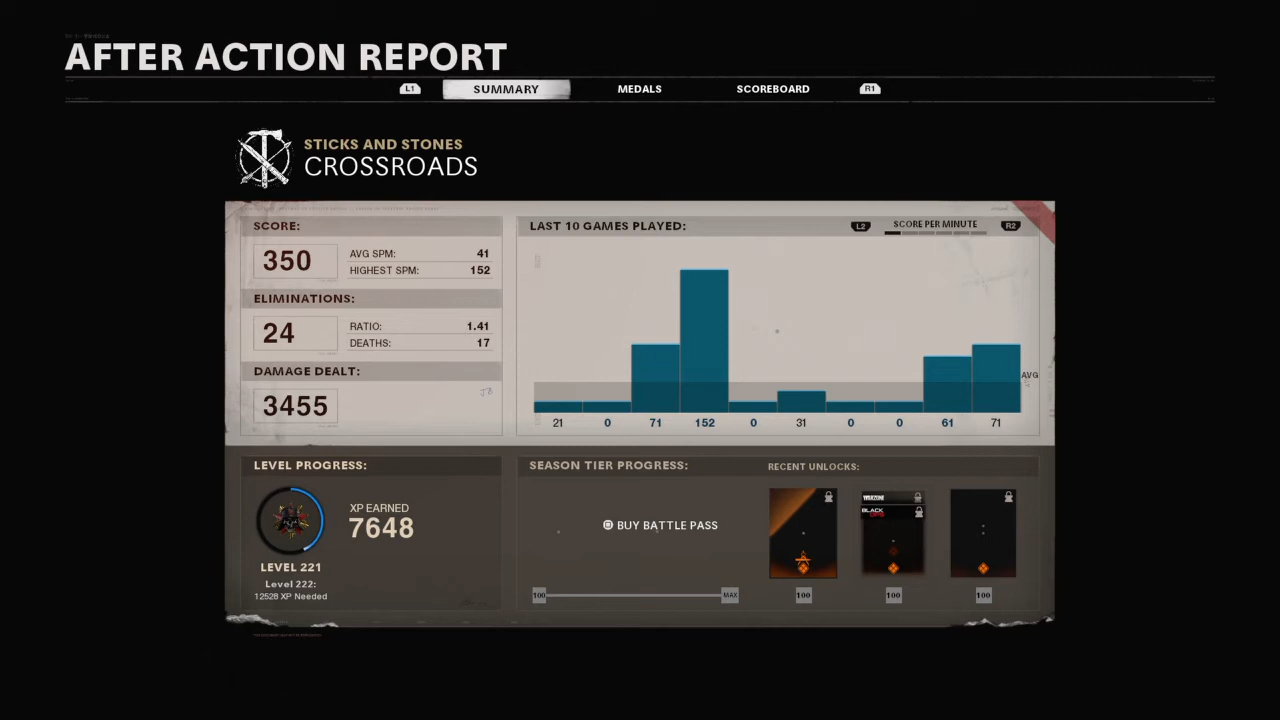 AFTER ACTION REPORT
L1 SUMMARY MEDALS SCOREBOARD R1
STICKS AND STONES
CROSSROADS
SCORE:
350
AVG SPM: 41
HIGHEST SPM: 152
ELIMINATIONS:
24
RATIO: 1.41
DEATHS: 17
DAMAGE DEALT:
3455
LAST 10 GAMES PLAYED:
L2 SCORE PER MINUTE R2
AVG
21 0 71 152 0 31 0 0 61 71
LEVEL PROGRESS:
XP EARNED
7648
LEVEL 221
Level 222:
12528 XP Needed
SEASON TIER PROGRESS:
BUY BATTLE PASS
100 MAX
RECENT UNLOCKS:
WARZONE
BLACK OPS
100 100 100